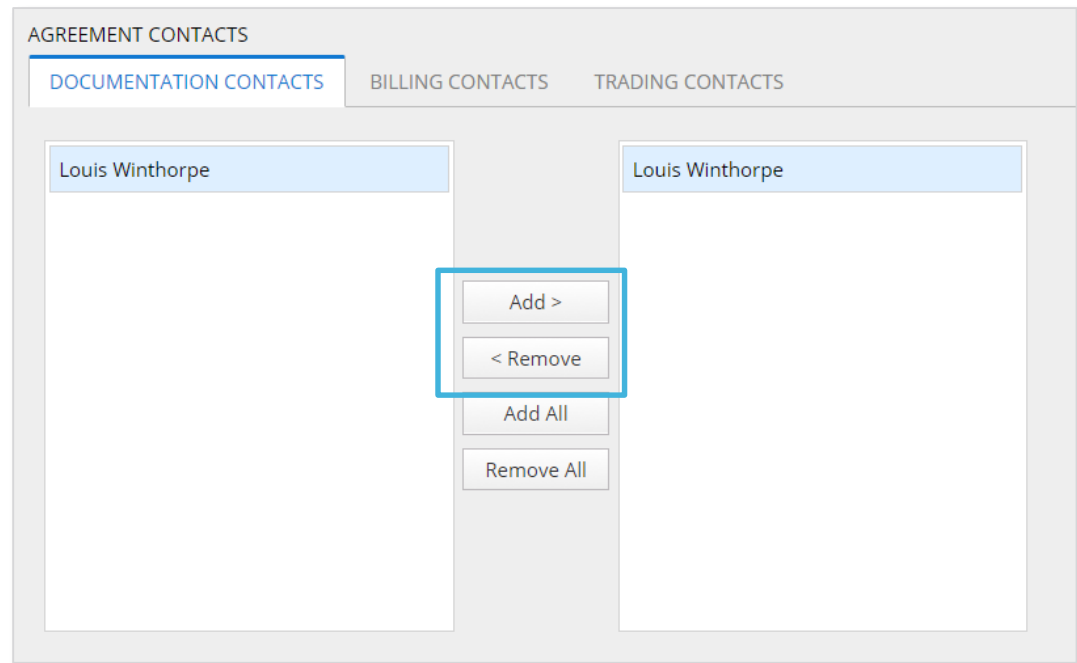 AGREEMENT CONTACTS
DOCUMENTATION CONTACTS BILLING CONTACTS TRADING CONTACTS
Louis Winthorpe
Louis Winthorpe
Add >
< Remove
Add All
Remove All